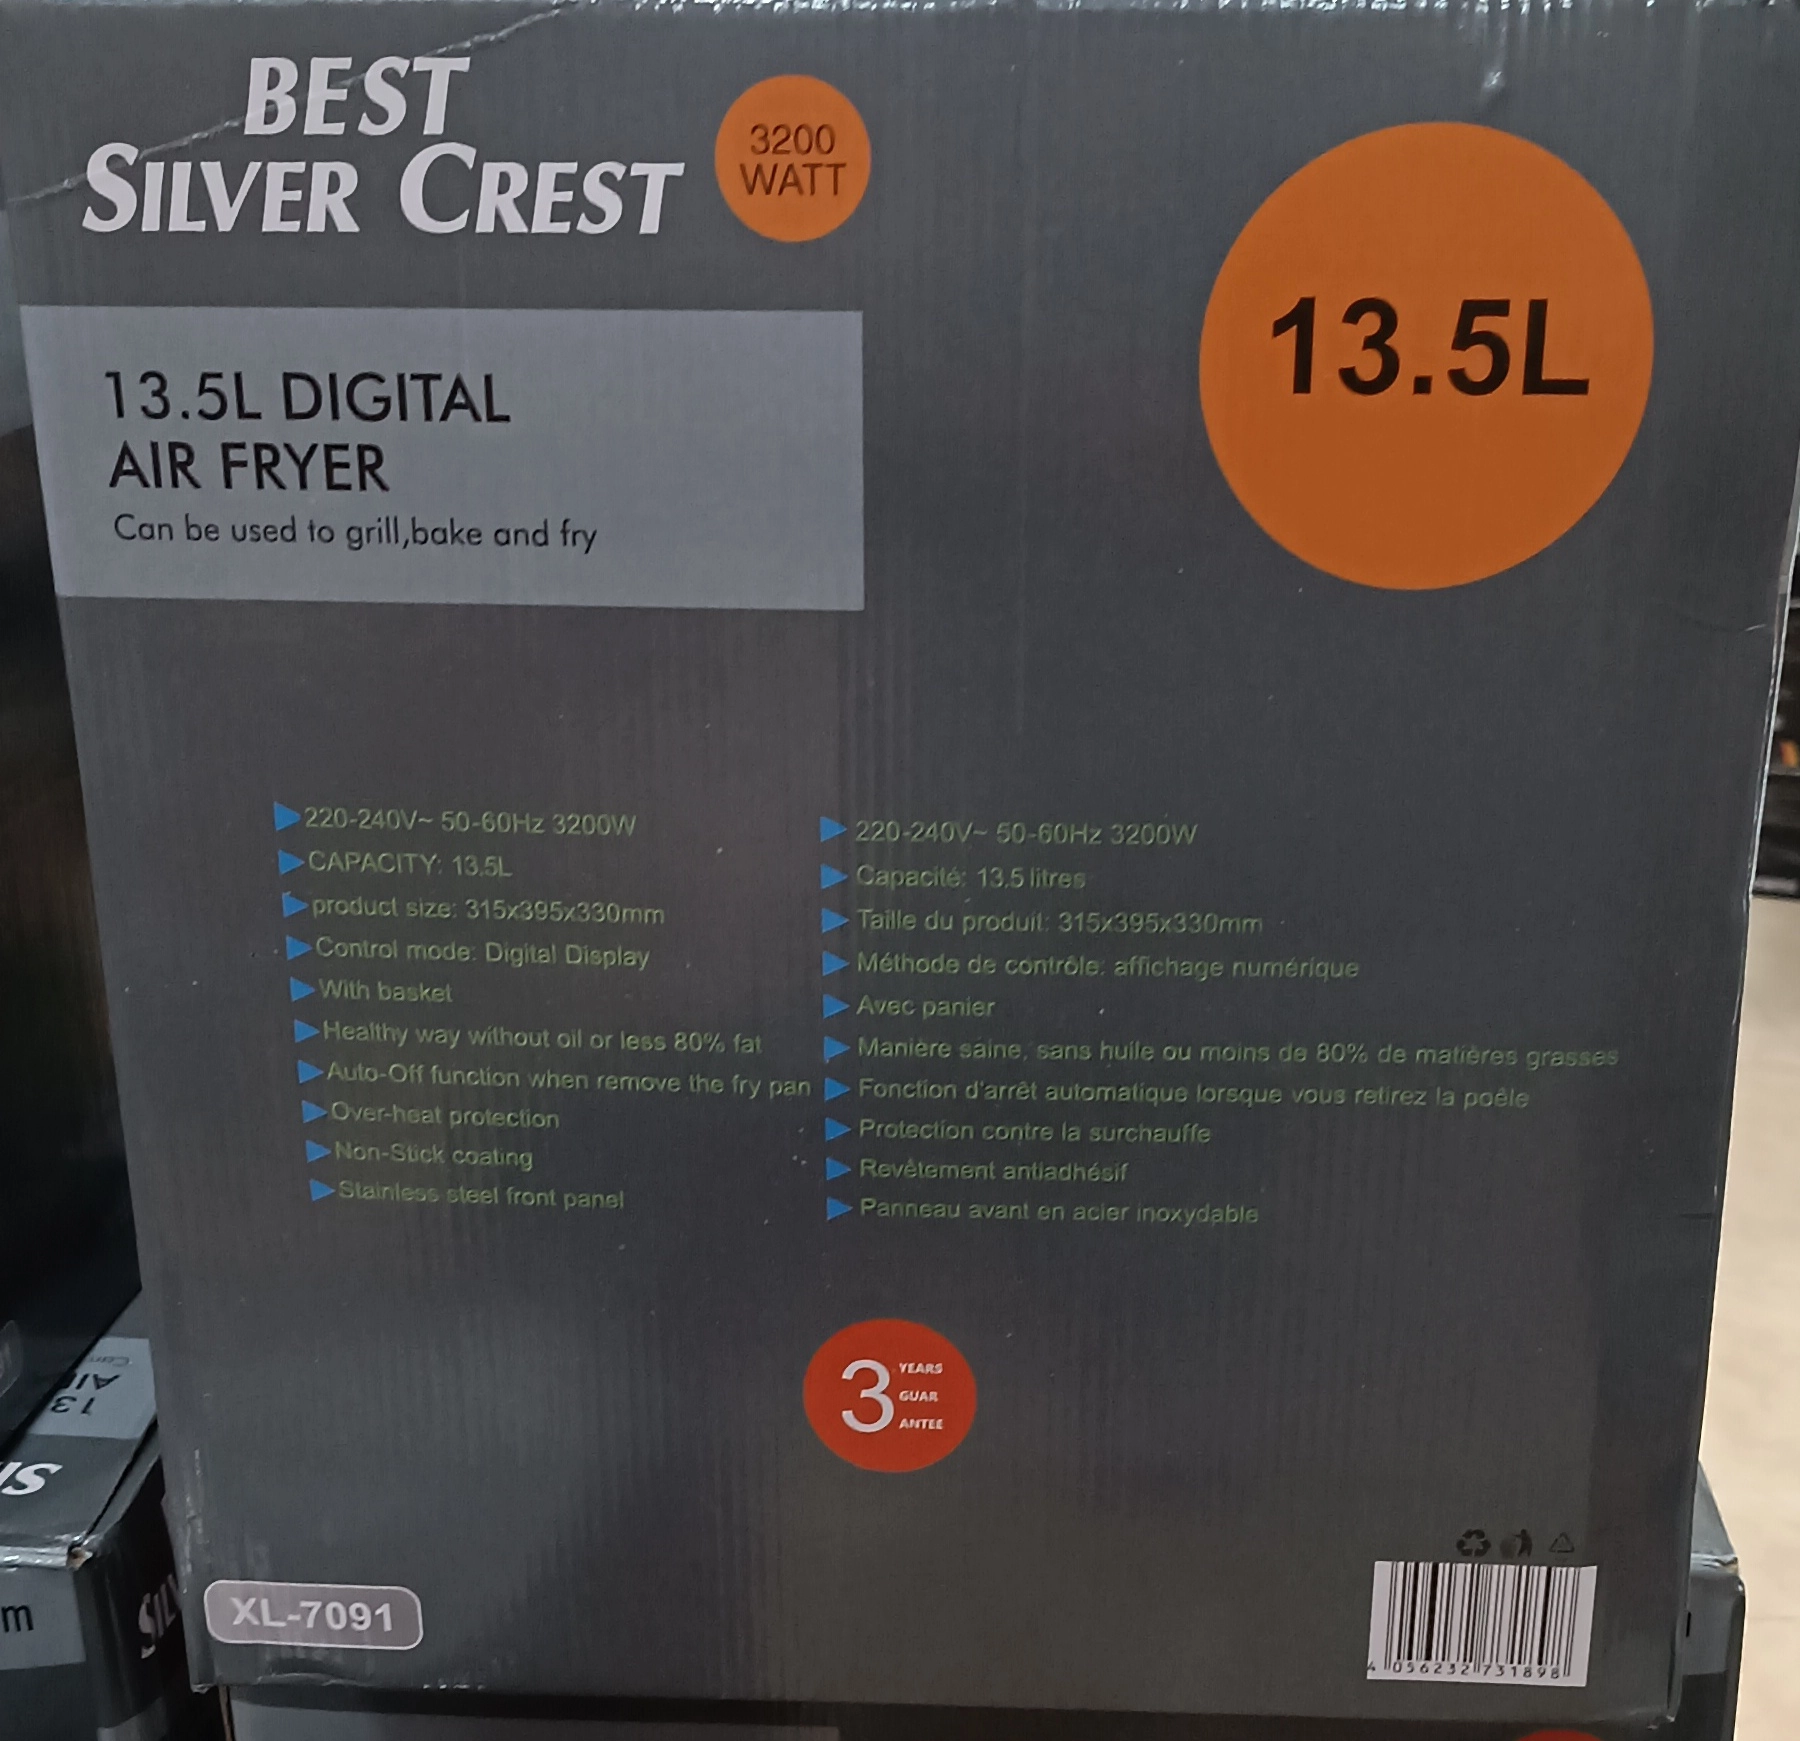 BEST
SILVER CREST
3200
WATT
13.5L
13.5L DIGITAL
AIR FRYER
Can be used to grill,bake and fry
220-240V~ 50-60Hz 3200W
CAPACITY: 13.5L
product size: 315x395x330mm
Control mode: Digital Display
With basket
Healthy way without oil or less 80% fat
Auto-Off function when remove the fry pan
Over-heat protection
Non-Stick coating
Stainless steel front panel
220-240V~ 50-60Hz 3200W
Capacité: 13.5 litres
Taille du produit: 315x395x330mm
Méthode de contrôle: affichage numérique
Avec panier
Manière saine, sans huile ou moins de 80% de matières grasses
Fonction d'arrêt automatique lorsque vous retirez la poêle
Protection contre la surchauffe
Revêtement antiadhésif
Panneau avant en acier inoxydable
3 YEARS
GUAR
ANTEE
XL-7091
4 056232 731898
13
AI
m
SIL